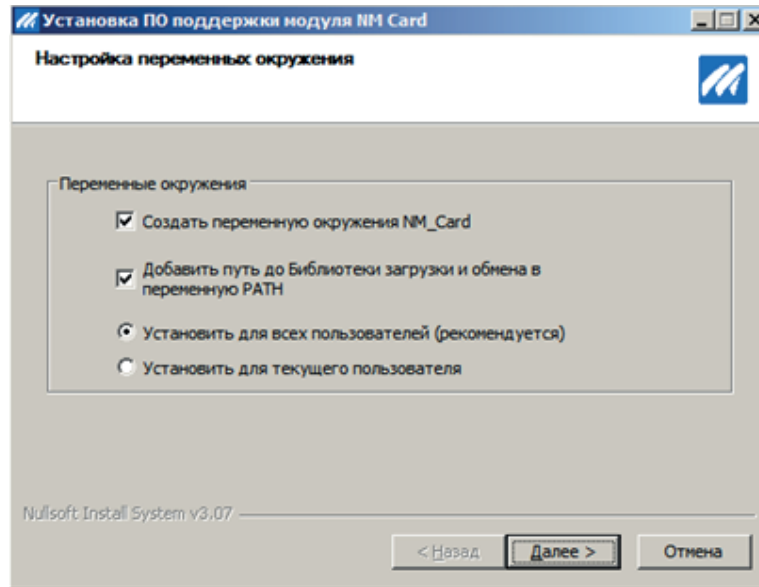 Установка ПО поддержки модуля NM Card
Настройка переменных окружения
Переменные окружения
Создать переменную окружения NM_Card
Добавить путь до Библиотеки загрузки и обмена в
переменную PATH
Установить для всех пользователей (рекомендуется)
Установить для текущего пользователя
Nullsoft Install System v3.07
< Назад
Далее >
Отмена